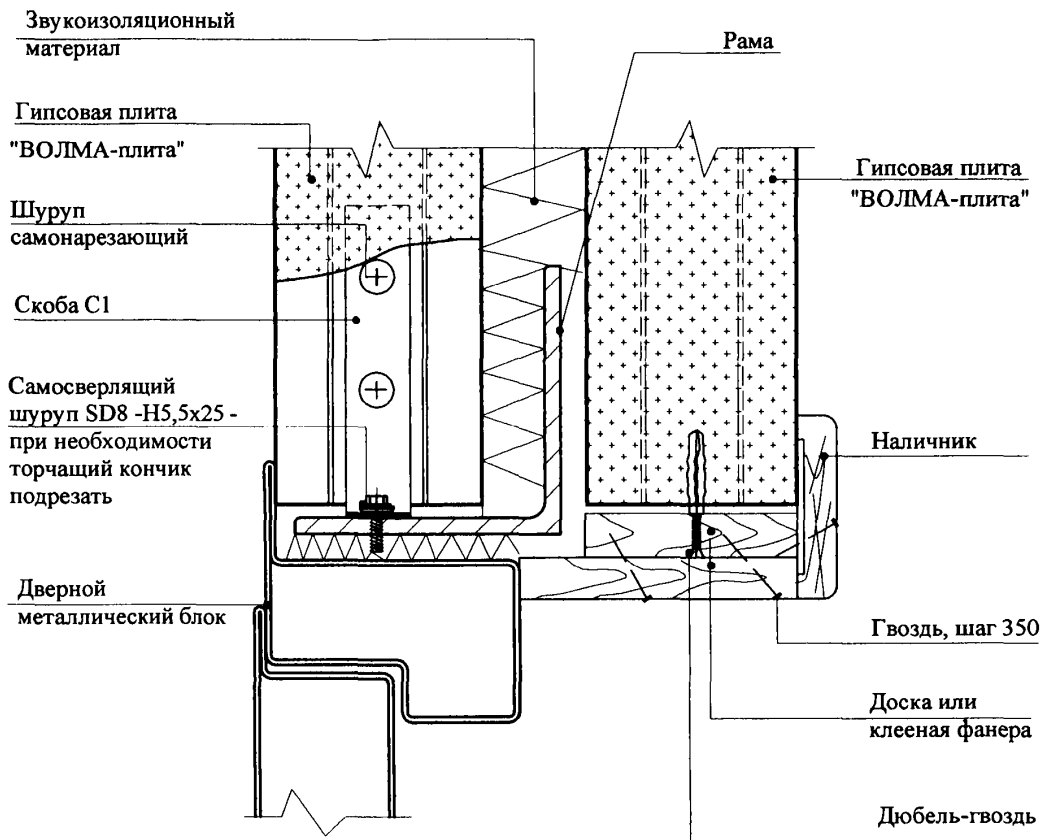 Звукоизоляционный
материал
Рама
Гипсовая плита
"ВОЛМА-плита"
Гипсовая плита
"ВОЛМА-плита"
Шуруп
самонарезающий
Скоба С1
Самосверлящий
шуруп SD8 -H5,5x25 -
при необходимости
торчащий кончик
подрезать
Наличник
Дверной
металлический блок
Гвоздь, шаг 350
Доска или
клееная фанера
Дюбель-гвоздь